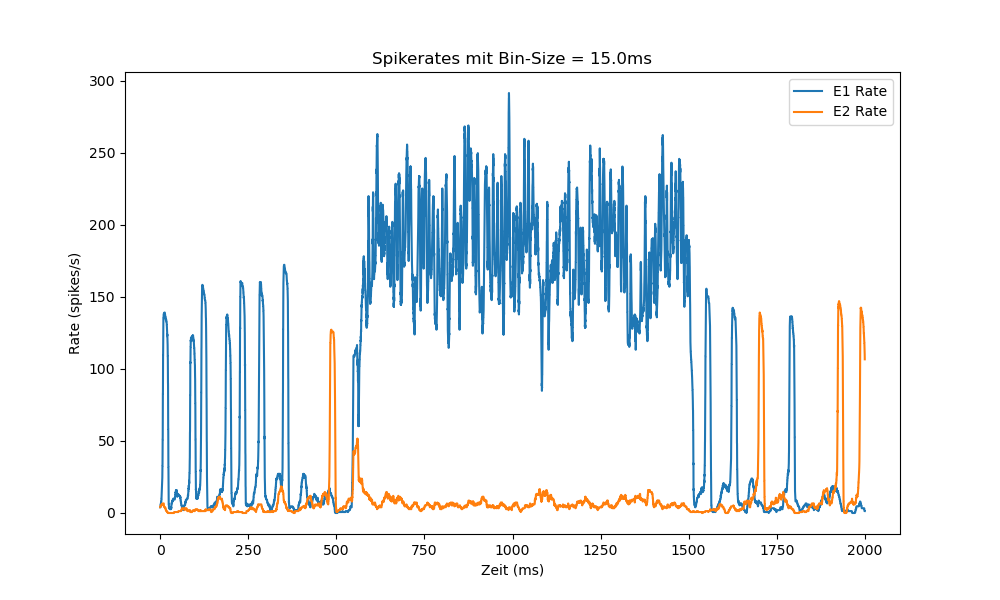 Spikerates mit Bin-Size = 15.0ms
E1 Rate
E2 Rate
Rate (spikes/s)
300
250
200
150
100
50
0
0 250 500 750 1000 1250 1500 1750 2000
Zeit (ms)